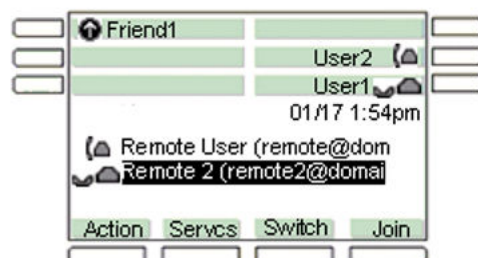 Friend1
User2
User1
01/17 1:54pm
Remote User (remote@dom
Remote 2 (remote2@domai
Action Servcs Switch Join